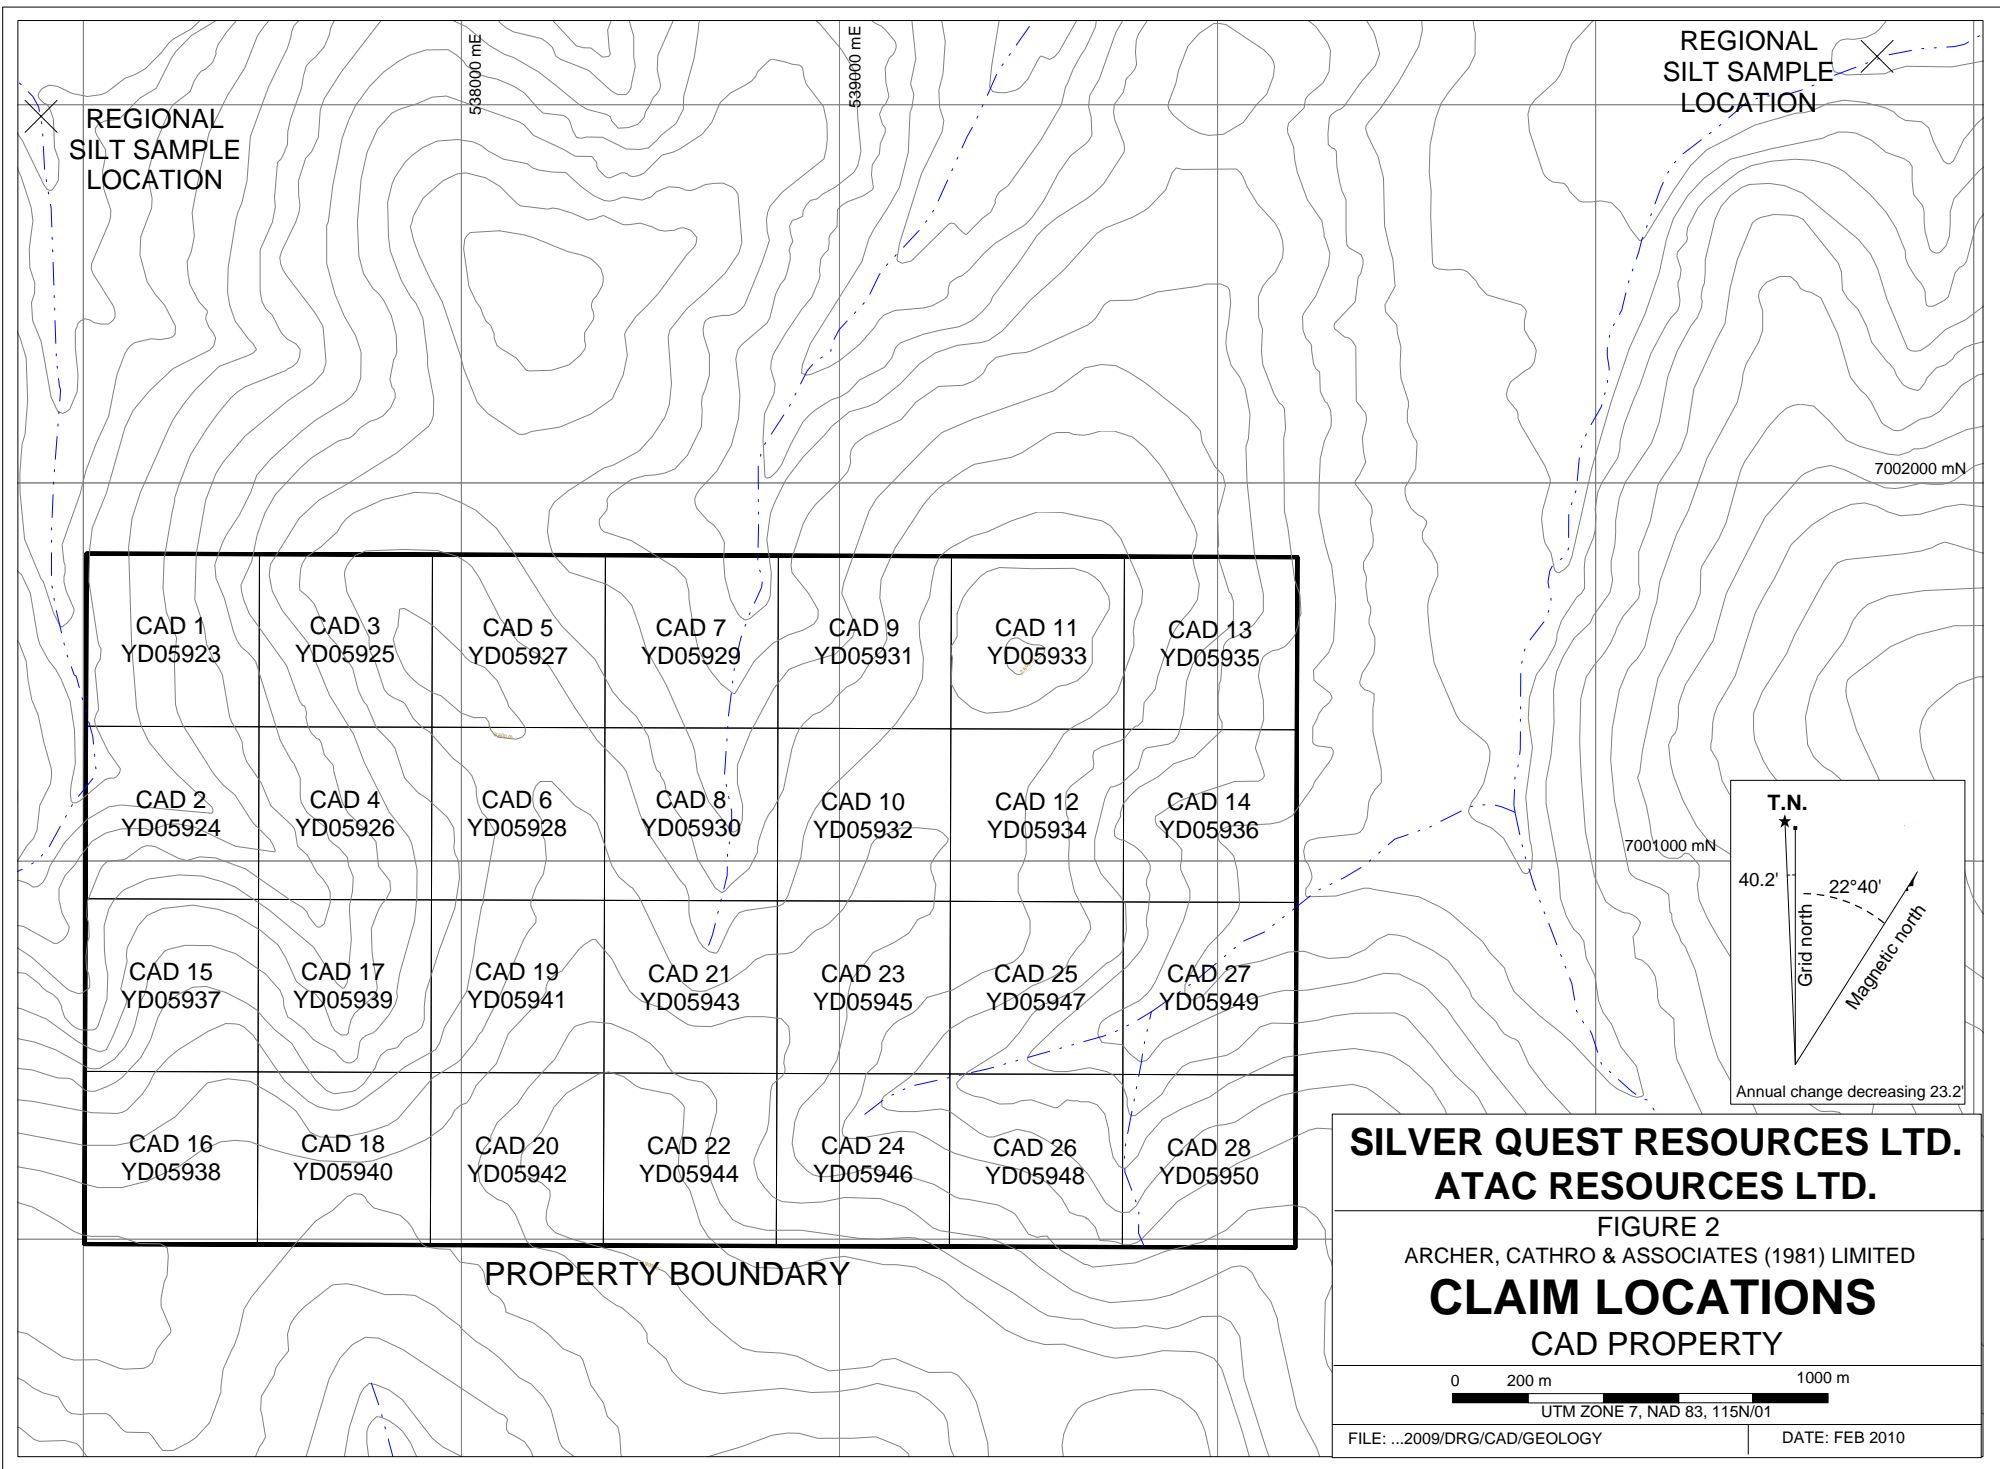 REGIONAL
SILT SAMPLE
LOCATION
538000 mE
539000 mE
REGIONAL
SILT SAMPLE
LOCATION
7002000 mN
CAD 1
YD05923
CAD 3
YD05925
CAD 5
YD05927
CAD 7
YD05929
CAD 9
YD05931
CAD 11
YD05933
CAD 13
YD05935
CAD 2
YD05924
CAD 4
YD05926
CAD 6
YD05928
CAD 8
YD05930
CAD 10
YD05932
CAD 12
YD05934
CAD 14
YD05936
7001000 mN
CAD 15
YD05937
CAD 17
YD05939
CAD 19
YD05941
CAD 21
YD05943
CAD 23
YD05945
CAD 25
YD05947
CAD 27
YD05949
CAD 16
YD05938
CAD 18
YD05940
CAD 20
YD05942
CAD 22
YD05944
CAD 24
YD05946
CAD 26
YD05948
CAD 28
YD05950
PROPERTY BOUNDARY
T.N.
40.2'
22°40'
Grid north
Magnetic north
Annual change decreasing 23.2'
SILVER QUEST RESOURCES LTD.
ATAC RESOURCES LTD.
FIGURE 2
ARCHER, CATHRO & ASSOCIATES (1981) LIMITED
CLAIM LOCATIONS
CAD PROPERTY
0 200 m 1000 m
UTM ZONE 7, NAD 83, 115N/01
FILE: ...2009/DRG/CAD/GEOLOGY
DATE: FEB 2010